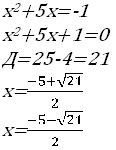 x²+5x=-1
x²+5x+1=0
Д=25-4=21
x=(-5+√21)/2
x=(-5-√21)/2